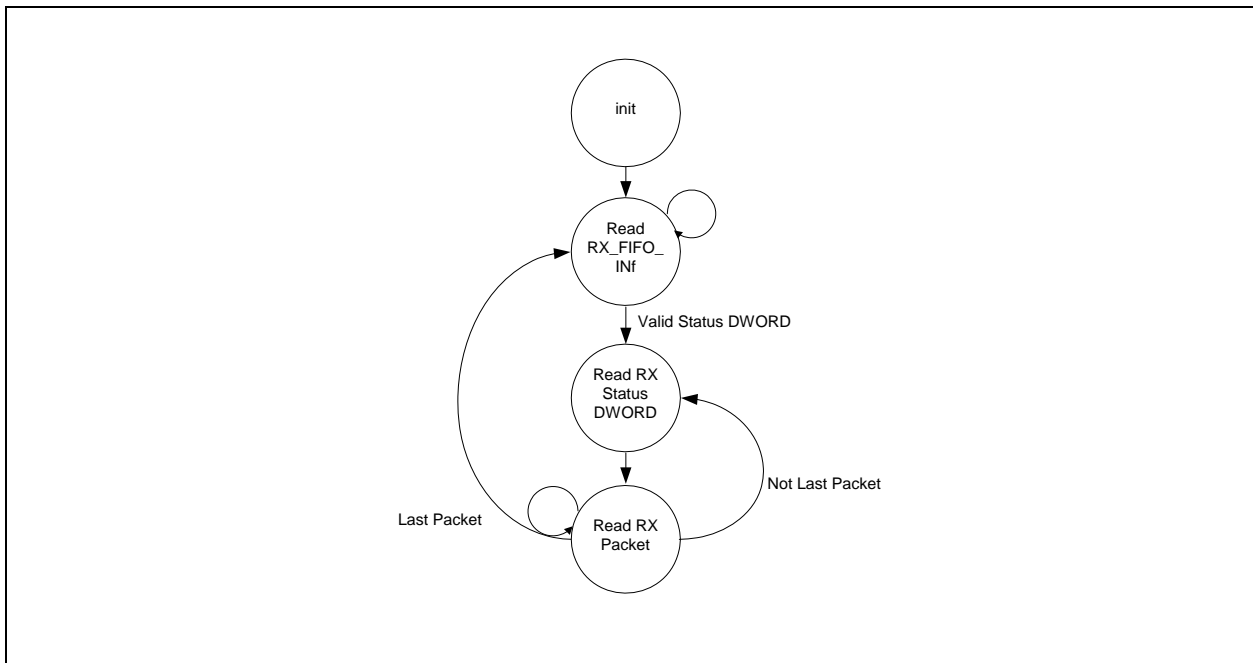 init
Read
RX_FIFO_
INf
Valid Status DWORD
Read RX
Status
DWORD
Not Last Packet
Last Packet
Read RX
Packet